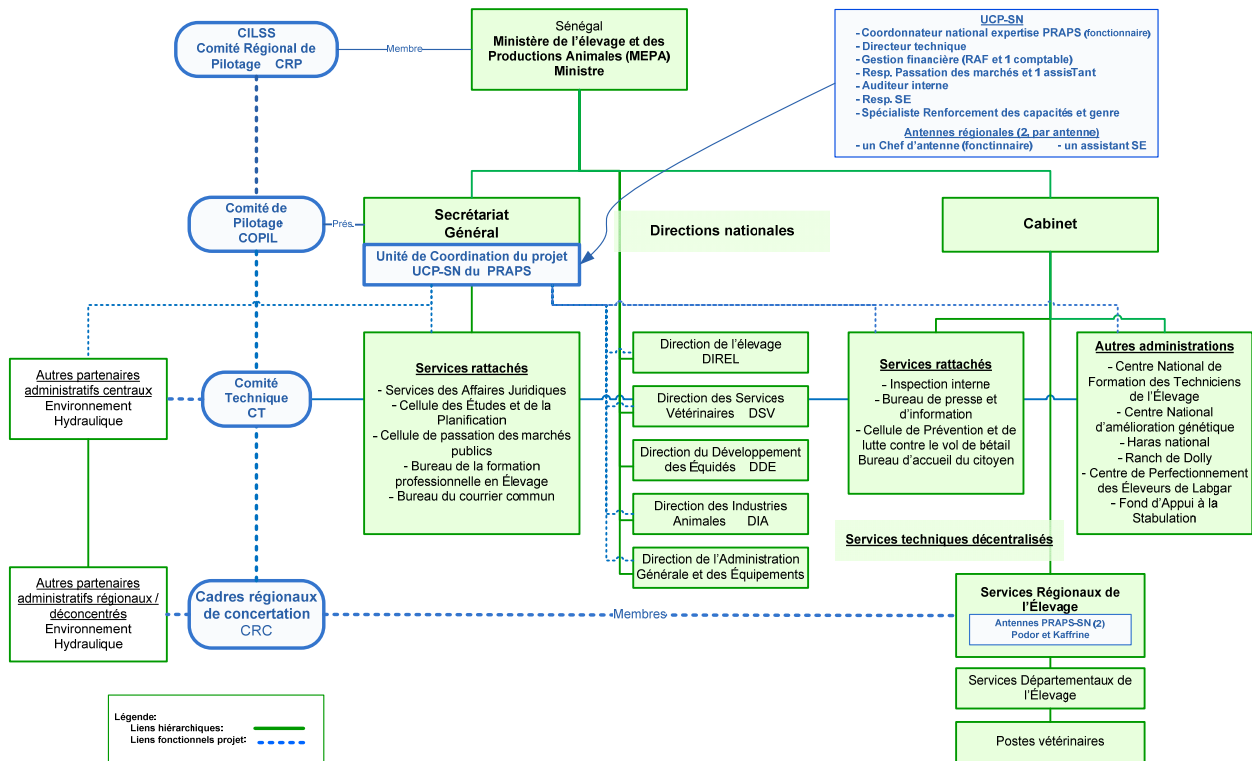 CILSS
Comité Régional de
Pilotage CRP
Membre
Sénégal
Ministère de l'élevage et des
Productions Animales (MEPA)
Ministre
UCP-SN
- Coordonnateur national expertise PRAPS (fonctionnaire)
- Directeur technique
- Gestion financière (RAF et 1 comptable)
- Resp. Passation des marchés et 1 assisTant
- Auditeur interne
- Resp. SE
- Spécialiste Renforcement des capacités et genre
Antennes régionales (2, par antenne)
- un Chef d'antenne (fonctinnaire) - un assistant SE
Comité de
Pilotage
COPIL
Prés.
Secrétariat
Général
Unité de Coordination du projet
UCP-SN du PRAPS
Directions nationales
Cabinet
Autres partenaires
administratifs centraux
Environnement
Hydraulique
Comité
Technique
CT
Services rattachés
- Services des Affaires Juridiques
- Cellule des Études et de la
Planification
- Cellule de passation des marchés
publics
- Bureau de la formation
professionnelle en Élevage
- Bureau du courrier commun
Direction de l'élevage
DIREL
Direction des Services
Vétérinaires DSV
Direction du Développement
des Équidés DDE
Direction des Industries
Animales DIA
Direction de l'Administration
Générale et des Équipements
Services rattachés
- Inspection interne
- Bureau de presse et
d'information
- Cellule de Prévention et de
lutte contre le vol de bétail
Bureau d'accueil du citoyen
Autres administrations
- Centre National de
Formation des Techniciens
de l'Élevage
- Centre National
d'amélioration génétique
- Haras national
- Ranch de Dolly
- Centre de Perfectionnement
des Éleveurs de Labgar
- Fond d'Appui à la
Stabulation
Services techniques décentralisés
Autres partenaires
administratifs régionaux /
déconcentrés
Environnement
Hydraulique
Cadres régionaux
de concertation
CRC
Membres
Services Régionaux de
l'Élevage
Antennes PRAPS-SN (2)
Podor et Kaffrine
Services Départementaux de
l'Élevage
Postes vétérinaires
Légende:
Liens hiérarchiques:
Liens fonctionnels projet: